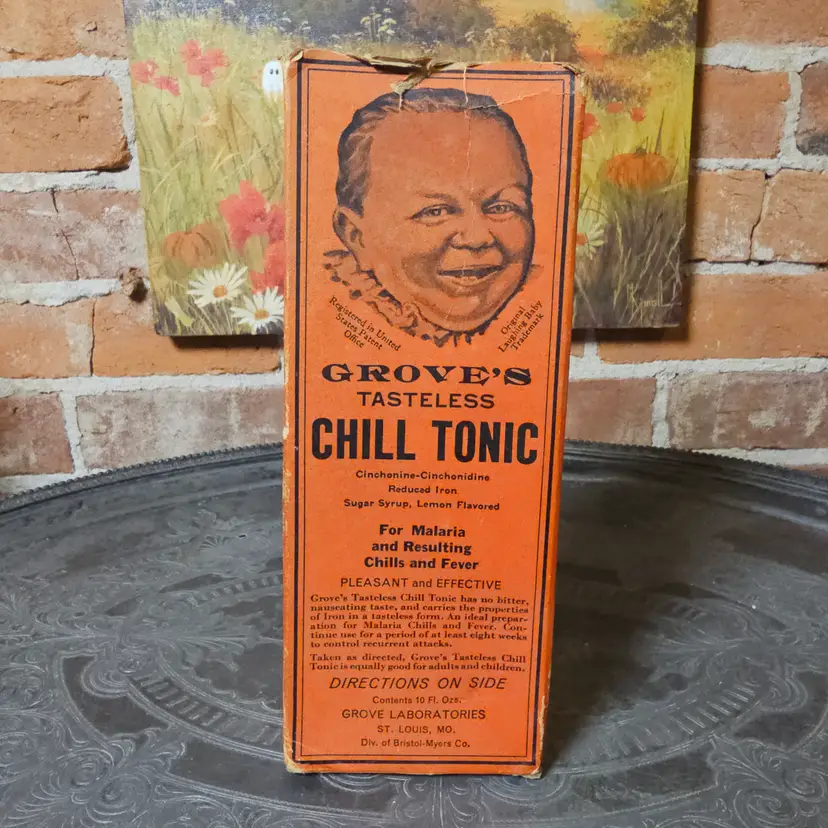 Registered in United
States Patent
Office
Original
Laughing Baby
Trademark
GROVE'S
TASTELESS
CHILL TONIC
Cinchonine-Cinchonidine
Reduced Iron
Sugar Syrup, Lemon Flavored
For Malaria
and Resulting
Chills and Fever
PLEASANT and EFFECTIVE
Grove's Tasteless Chill Tonic has no bitter,
nauseating taste, and carries the properties
of Iron in a tasteless form. An ideal prepar-
ation for Malaria Chills and Fever. Con-
tinue use for a period of at least eight weeks
to control recurrent attacks.
Taken as directed, Grove's Tasteless Chill
Tonic is equally good for adults and children.
DIRECTIONS ON SIDE
Contents 10 Fl. Ozs.
GROVE LABORATORIES
ST. LOUIS, MO.
Div. of Bristol-Myers Co.